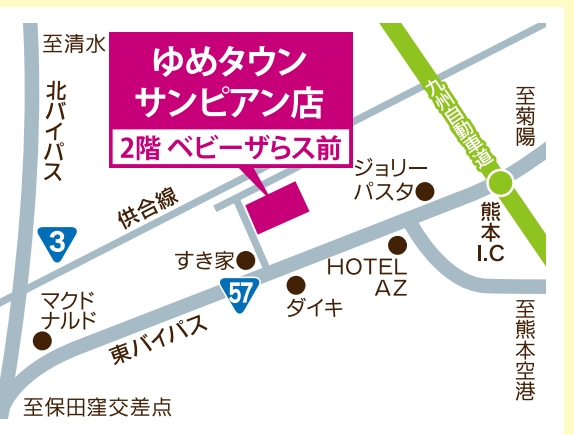 至清水
北バイパス
ゆめタウン
サンピアン店
2階 ベビーザらス前
九州自動車道
至菊陽
ジョリー
パスタ
供合線
熊本
I.C
3
すき家
HOTEL
AZ
57
ダイキ
マクド
ナルド
東バイパス
至熊本空港
至保田窪交差点